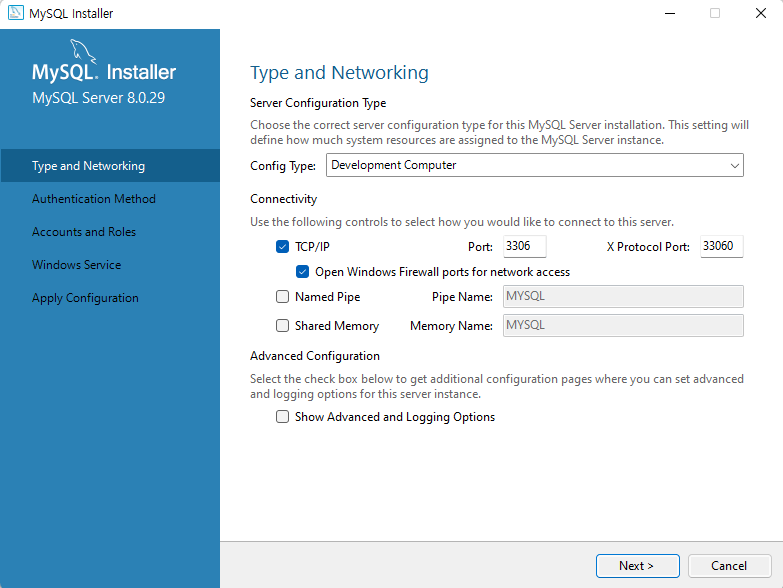 MySQL Installer
MySQL. Installer
MySQL Server 8.0.29
Type and Networking
Authentication Method
Accounts and Roles
Windows Service
Apply Configuration
Type and Networking
Server Configuration Type
Choose the correct server configuration type for this MySQL Server installation. This setting will
define how much system resources are assigned to the MySQL Server instance.
Config Type: Development Computer
Connectivity
Use the following controls to select how you would like to connect to this server.
TCP/IP Port: 3306 X Protocol Port: 33060
Open Windows Firewall ports for network access
Named Pipe Pipe Name: MYSQL
Shared Memory Memory Name: MYSQL
Advanced Configuration
Select the check box below to get additional configuration pages where you can set advanced
and logging options for this server instance.
Show Advanced and Logging Options
Next > Cancel